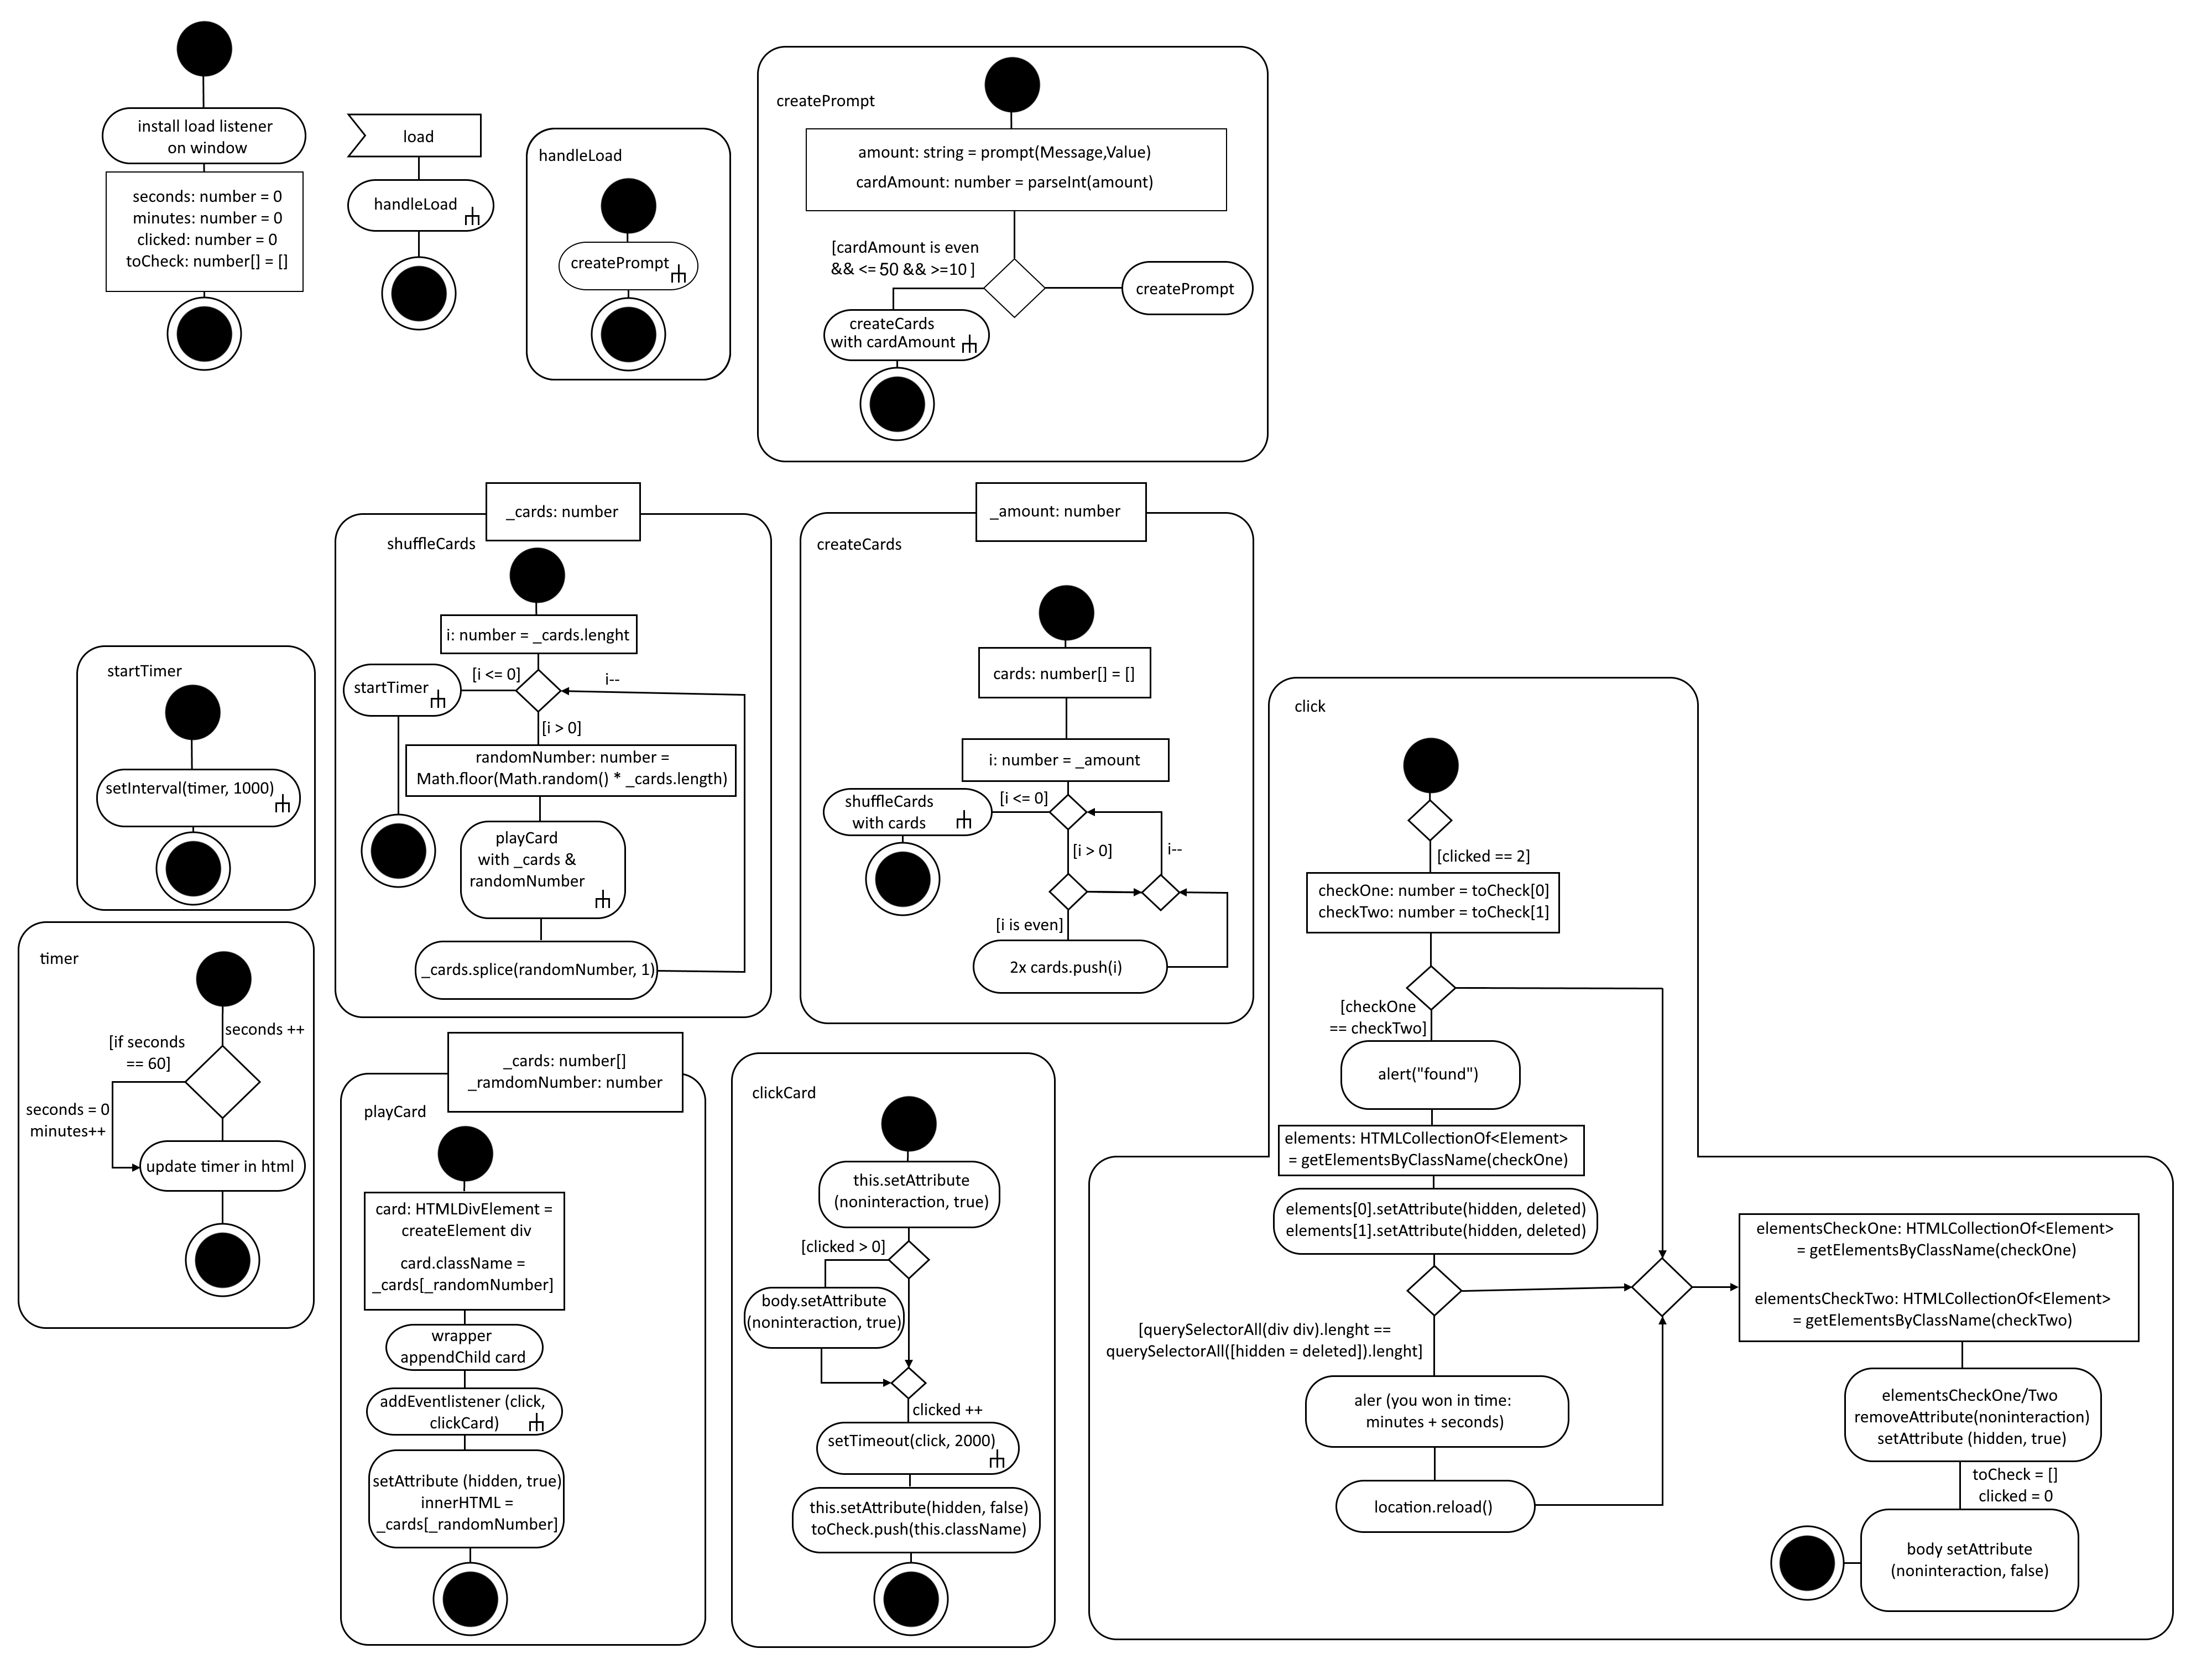 install load listener
on window
seconds: number = 0
minutes: number = 0
clicked: number = 0
toCheck: number[] = []
load
handleLoad
handleLoad
createPrompt
createPrompt
amount: string = prompt(Message,Value)
cardAmount: number = parseInt(amount)
[cardAmount is even
&& <= 50 && >=10 ]
createPrompt
createCards
with cardAmount
_cards: number
shuffleCards
i: number = _cards.lenght
[i <= 0]
i--
startTimer
[i > 0]
randomNumber: number =
Math.floor(Math.random() * _cards.length)
playCard
with _cards &
randomNumber
_cards.splice(randomNumber, 1)
_amount: number
createCards
cards: number[] = []
i: number = _amount
[i <= 0]
shuffleCards
with cards
[i > 0]
i--
[i is even]
2x cards.push(i)
startTimer
setInterval(timer, 1000)
timer
seconds ++
[if seconds
== 60]
seconds = 0
minutes++
update timer in html
_cards: number[]
_ramdomNumber: number
playCard
card: HTMLDivElement =
createElement div
card.className =
_cards[_randomNumber]
wrapper
appendChild card
addEventlistener (click,
clickCard)
setAttribute (hidden, true)
innerHTML =
_cards[_randomNumber]
clickCard
this.setAttribute
(noninteraction, true)
[clicked > 0]
body.setAttribute
(noninteraction, true)
clicked ++
setTimeout(click, 2000)
this.setAttribute(hidden, false)
toCheck.push(this.className)
click
[clicked == 2]
checkOne: number = toCheck[0]
checkTwo: number = toCheck[1]
[checkOne
== checkTwo]
alert("found")
elements: HTMLCollectionOf<Element>
= getElementsByClassName(checkOne)
elements[0].setAttribute(hidden, deleted)
elements[1].setAttribute(hidden, deleted)
[querySelectorAll(div div).lenght ==
querySelectorAll([hidden = deleted]).lenght]
aler (you won in time:
minutes + seconds)
location.reload()
elementsCheckOne: HTMLCollectionOf<Element>
= getElementsByClassName(checkOne)
elementsCheckTwo: HTMLCollectionOf<Element>
= getElementsByClassName(checkTwo)
elementsCheckOne/Two
removeAttribute(noninteraction)
setAttribute (hidden, true)
toCheck = []
clicked = 0
body setAttribute
(noninteraction, false)